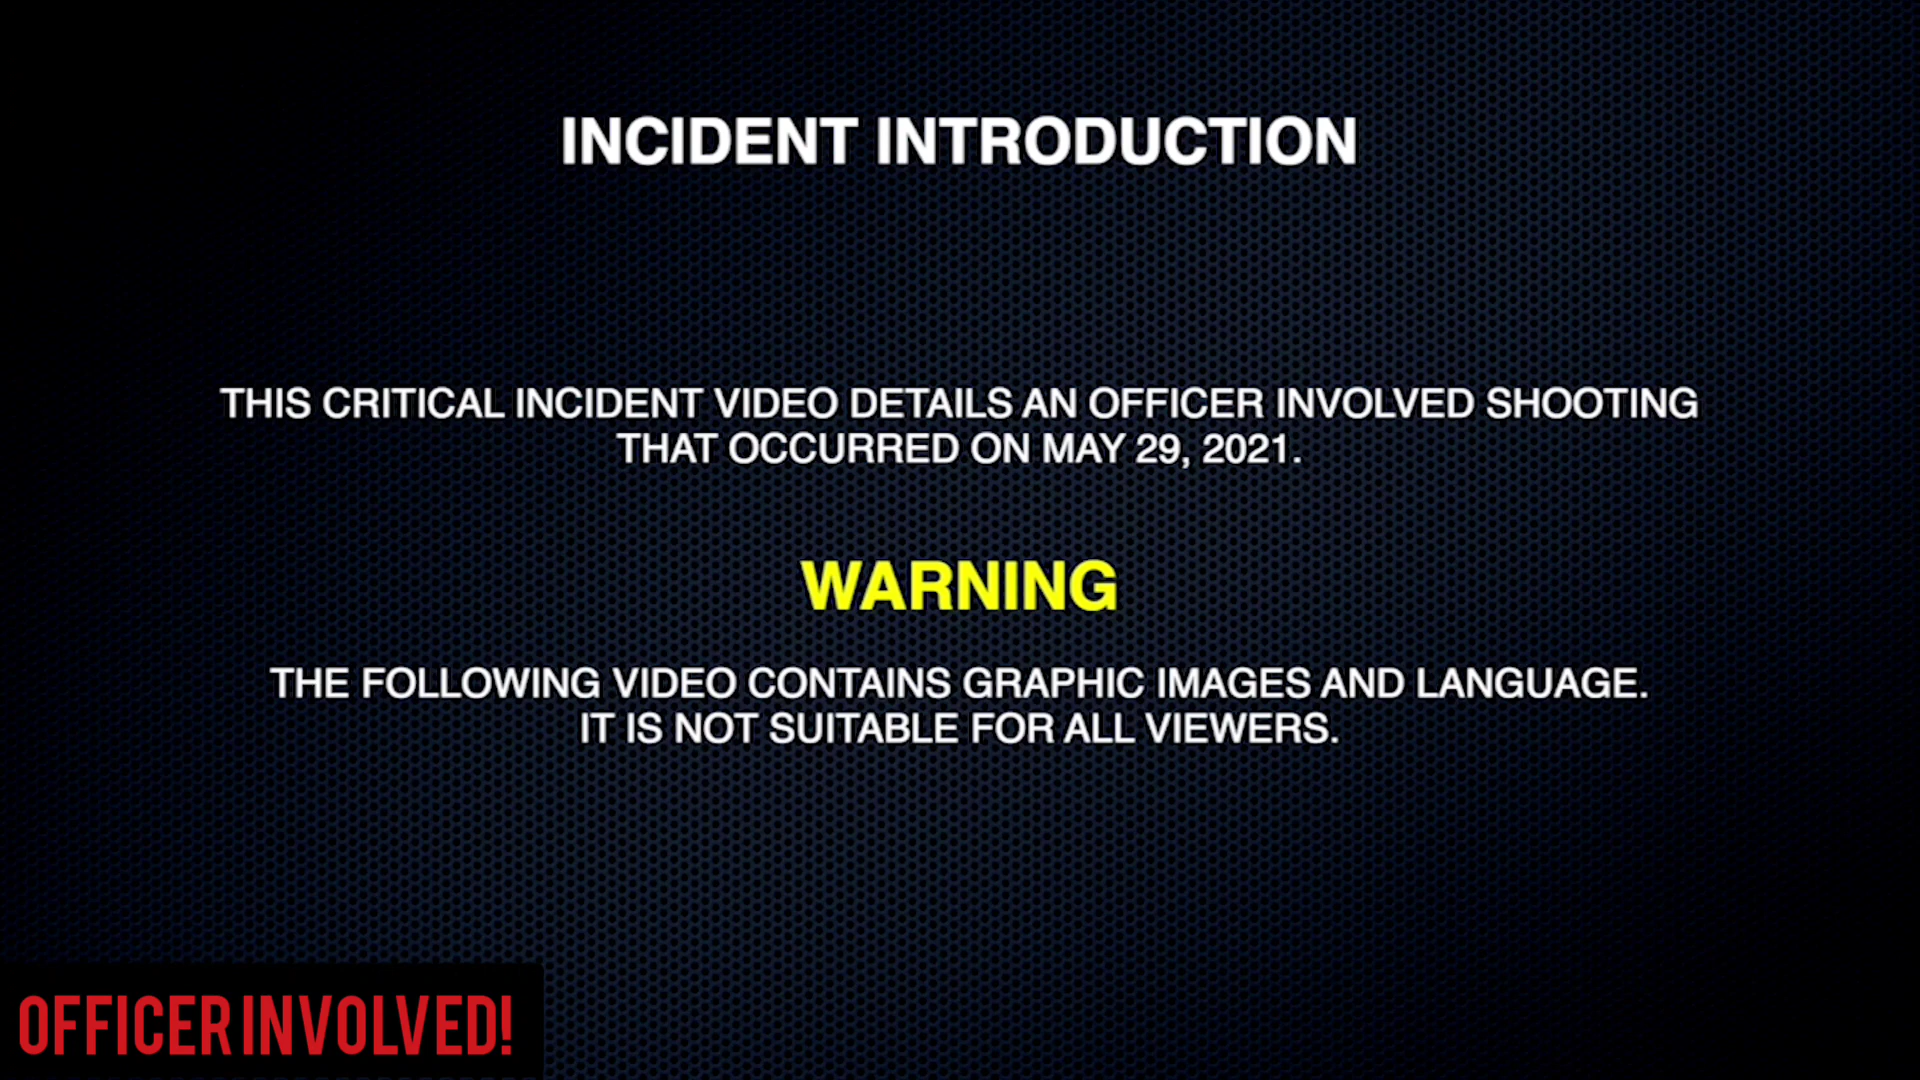 INCIDENT INTRODUCTION
THIS CRITICAL INCIDENT VIDEO DETAILS AN OFFICER INVOLVED SHOOTING
THAT OCCURRED ON MAY 29, 2021.
WARNING
THE FOLLOWING VIDEO CONTAINS GRAPHIC IMAGES AND LANGUAGE.
IT IS NOT SUITABLE FOR ALL VIEWERS.
OFFICER INVOLVED!